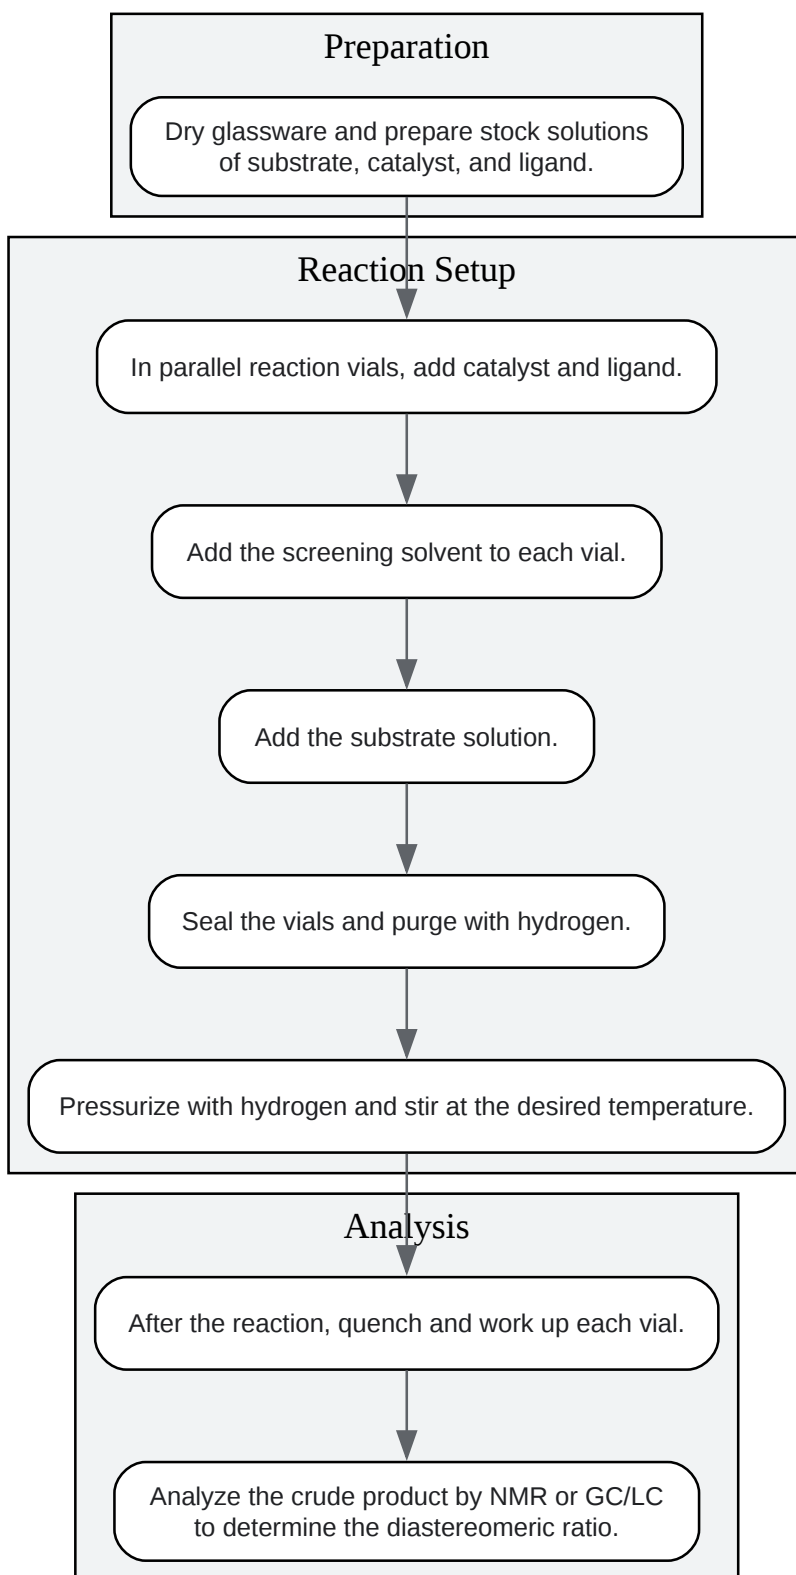 Preparation
Dry glassware and prepare stock solutions
of substrate, catalyst, and ligand.
Reaction Setup
In parallel reaction vials, add catalyst and ligand.
Add the screening solvent to each vial.
Add the substrate solution.
Seal the vials and purge with hydrogen.
Pressurize with hydrogen and stir at the desired temperature.
Analysis
After the reaction, quench and work up each vial.
Analyze the crude product by NMR or GC/LC
to determine the diastereomeric ratio.